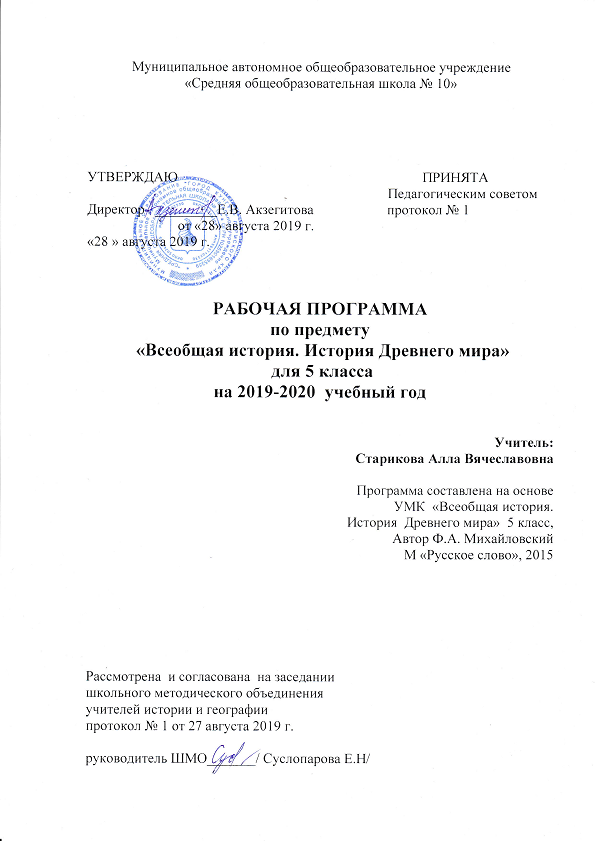 Муниципальное автономное общеобразовательное учреждение
«Средняя общеобразовательная школа № 10»
УТВЕРЖДАЮ ПРИНЯТА
Педагогическим советом
Директор Е.В. Акзегитова протокол № 1
от «28» августа 2019 г.
«28 » августа 2019 г.
РАБОЧАЯ ПРОГРАММА
по предмету
«Всеобщая история. История Древнего мира»
для 5 класса
на 2019-2020 учебный год
Учитель:
Старикова Алла Вячеславовна
Программа составлена на основе
УМК «Всеобщая история.
История Древнего мира» 5 класс,
Автор Ф.А. Михайловский
М «Русское слово», 2015
Рассмотрена и согласована на заседании
школьного методического объединения
учителей истории и географии
протокол № 1 от 27 августа 2019 г.
руководитель ШМО / Суслопарова Е.Н/